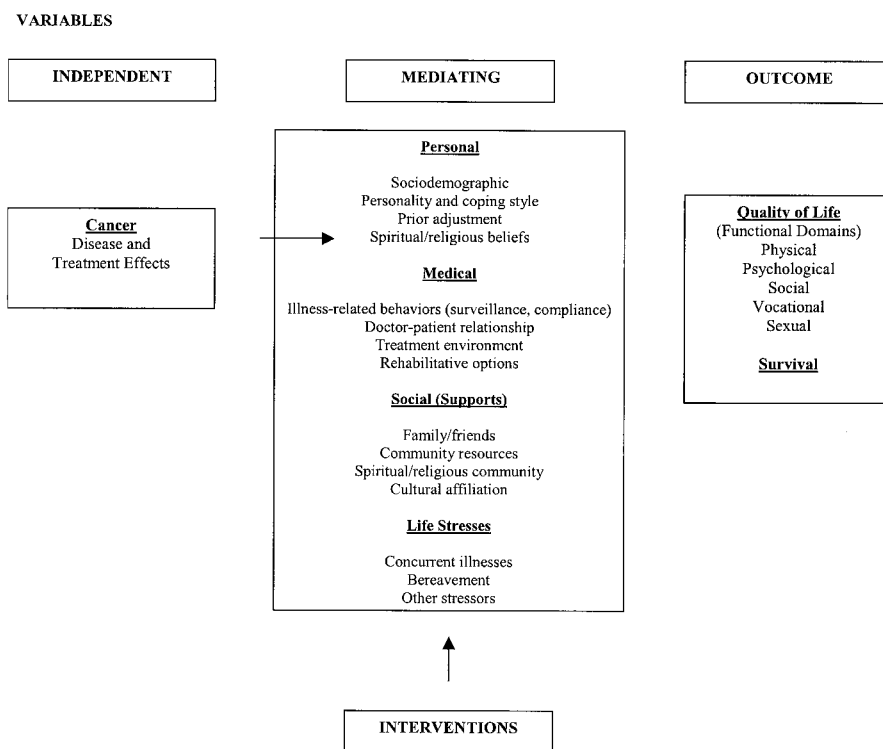 VARIABLES
INDEPENDENT
MEDIATING
OUTCOME
Cancer
Disease and
Treatment Effects
Personal
Sociodemographic
Personality and coping style
Prior adjustment
Spiritual/religious beliefs
Medical
Illness-related behaviors (surveillance, compliance)
Doctor-patient relationship
Treatment environment
Rehabilitative options
Social (Supports)
Family/friends
Community resources
Spiritual/religious community
Cultural affiliation
Life Stresses
Concurrent illnesses
Bereavement
Other stressors
Quality of Life
(Functional Domains)
Physical
Psychological
Social
Vocational
Sexual
Survival
INTERVENTIONS